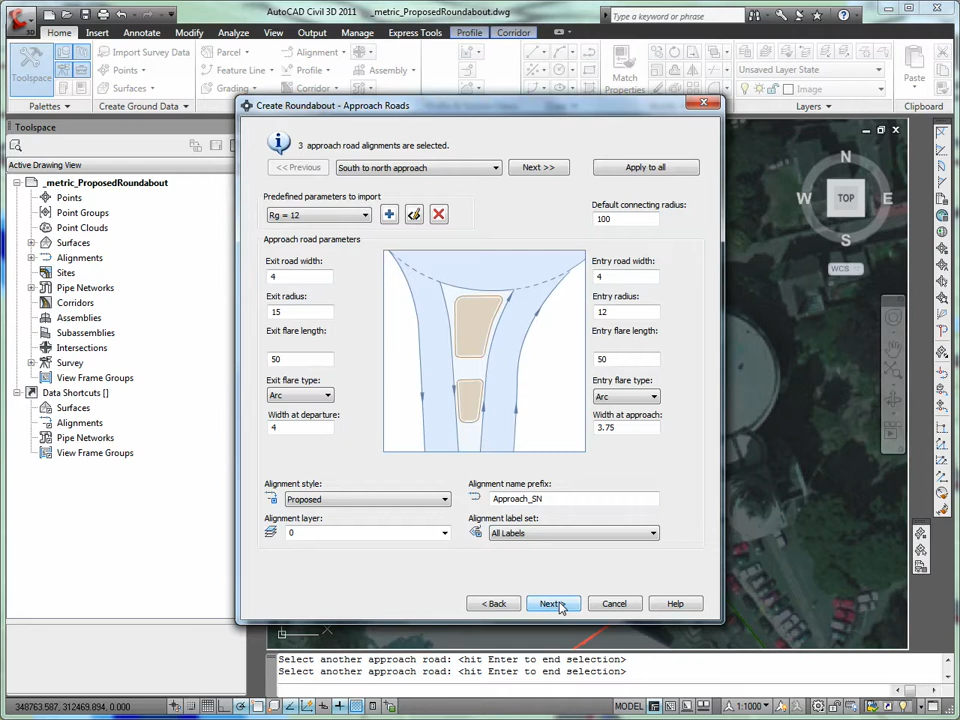 AutoCAD Civil 3D 2011 _metric_ProposedRoundabout.dwg
Type a keyword or phrase
Home Insert Annotate Modify Analyze View Output Manage Express Tools Profile Corridor
Toolspace
Import Survey Data
Points
Surfaces
Parcel
Feature Line
Grading
Alignment
Profile
Assembly
Match
Properties
Unsaved Layer State
Image
Paste
Palettes
Create Ground Data
Layers
Clipboard
Toolspace
Active Drawing View
_metric_ProposedRoundabout
Points
Point Groups
Point Clouds
Surfaces
Alignments
Sites
Pipe Networks
Corridors
Assemblies
Subassemblies
Intersections
Survey
View Frame Groups
Data Shortcuts []
Surfaces
Alignments
Pipe Networks
View Frame Groups
Create Roundabout - Approach Roads
3 approach road alignments are selected.
<< Previous
South to north approach
Next >>
Apply to all
Predefined parameters to import
Rg = 12
Default connecting radius:
100
Approach road parameters
Exit road width:
4
Exit radius:
15
Exit flare length:
50
Exit flare type:
Arc
Width at departure:
4
Entry road width:
4
Entry radius:
12
Entry flare length:
50
Entry flare type:
Arc
Width at approach:
3.75
Alignment style:
Proposed
Alignment name prefix:
Approach_SN
Alignment layer:
0
Alignment label set:
All Labels
< Back
Next >
Cancel
Help
N
W
TOP
E
S
WCS
X
Select another approach road: <hit Enter to end selection>
Select another approach road: <hit Enter to end selection>
348763.587, 312469.894, 0.000
MODEL
1:1000